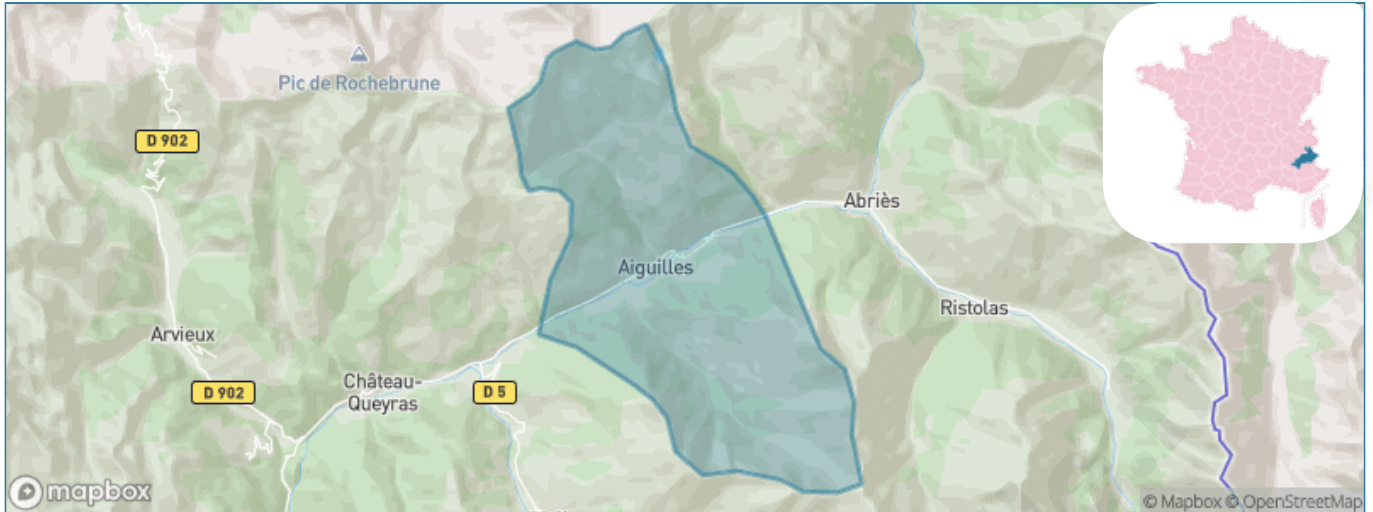 Pic de Rochebrune
D 902
Abriès
Aiguilles
Ristolas
Arvieux
Château-
Queyras
D 902
D 5
mapbox
© Mapbox © OpenStreetMap